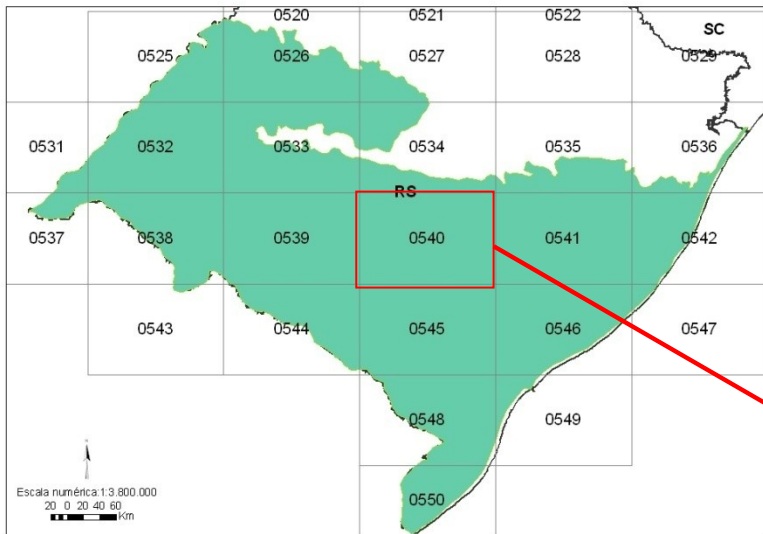 0520 0521 0522
SC
0525 0526 0527 0528 0529
0531 0532 0533 0534 0535 0536
RS
0537 0538 0539 0540 0541 0542
0543 0544 0545 0546 0547
0548 0549
Escala numérica:1:3.800.000
20 0 20 40 60
Km
0550